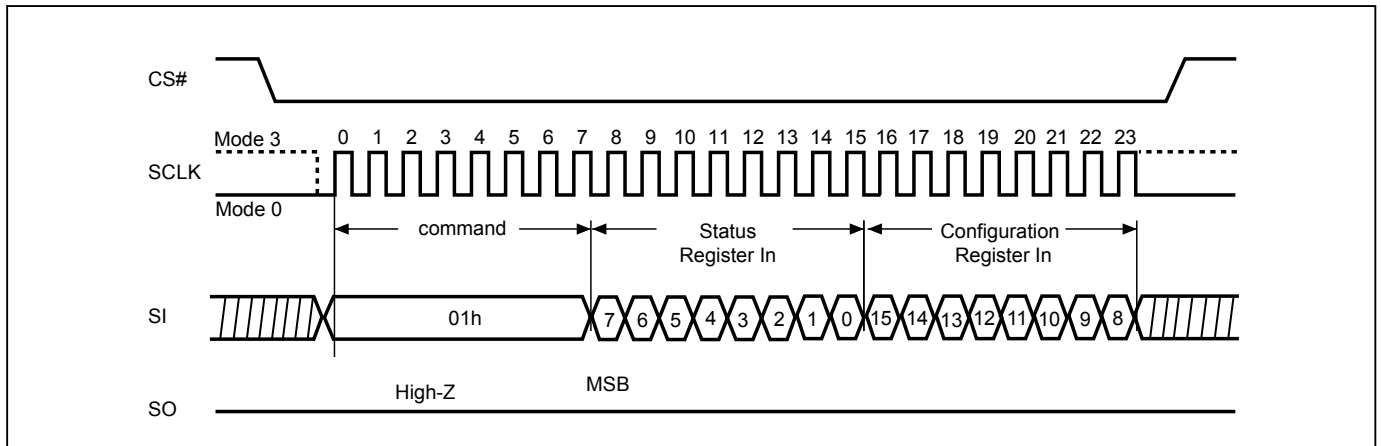 CS#
Mode 3
0 1 2 3 4 5 6 7 8 9 10 11 12 13 14 15 16 17 18 19 20 21 22 23
SCLK
Mode 0
command
Status
Register In
Configuration
Register In
SI
01h
7 6 5 4 3 2 1 0 15 14 13 12 11 10 9 8
High-Z
MSB
SO